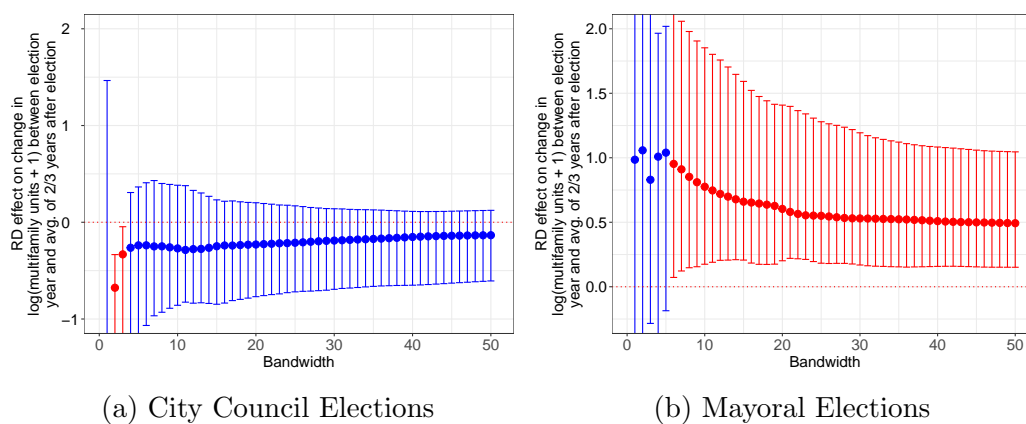 RD effect on change in
log(multifamily units + 1) between election
year and avg. of 2/3 years after election
2
1
0
−1
0
10
20
30
40
50
Bandwidth
(a) City Council Elections
RD effect on change in
log(multifamily units + 1) between election
year and avg. of 2/3 years after election
2.0
1.5
1.0
0.5
0.0
0
10
20
30
40
50
Bandwidth
(b) Mayoral Elections